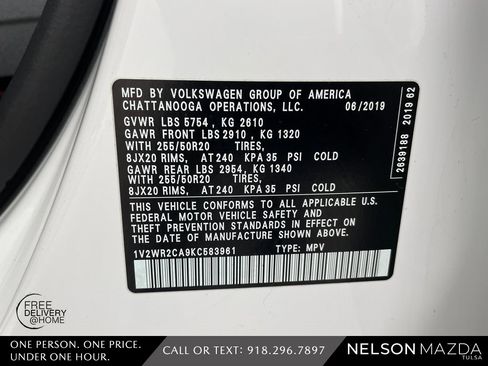 MFD BY VOLKSWAGEN GROUP OF AMERICA
CHATTANOOGA OPERATIONS, LLC. 06/2019
GVWR LBS 5754 , KG 2610
GAWR FRONT LBS 2910 , KG 1320
WITH 255/50R20 TIRES,
8JX20 RIMS, AT 240 KPA 35 PSI COLD
GAWR REAR LBS 2954, KG 1340
WITH 255/50R20 TIRES,
8JX20 RIMS, AT 240 KPA 35 PSI COLD
THIS VEHICLE CONFORMS TO ALL APPLICABLE U.S.
FEDERAL MOTOR VEHICLE SAFETY AND
THEFT PREVENTION STANDARDS IN EFFECT ON
THE DATE OF MANUFACTURE SHOWN ABOVE.
1V2WR2CA9KC583961 TYPE: MPV
2639188 2019 62
FREE
DELIVERY
@HOME
ONE PERSON. ONE PRICE.
UNDER ONE HOUR.
CALL OR TEXT: 918.296.7897
NELSON MAZDA
TULSA